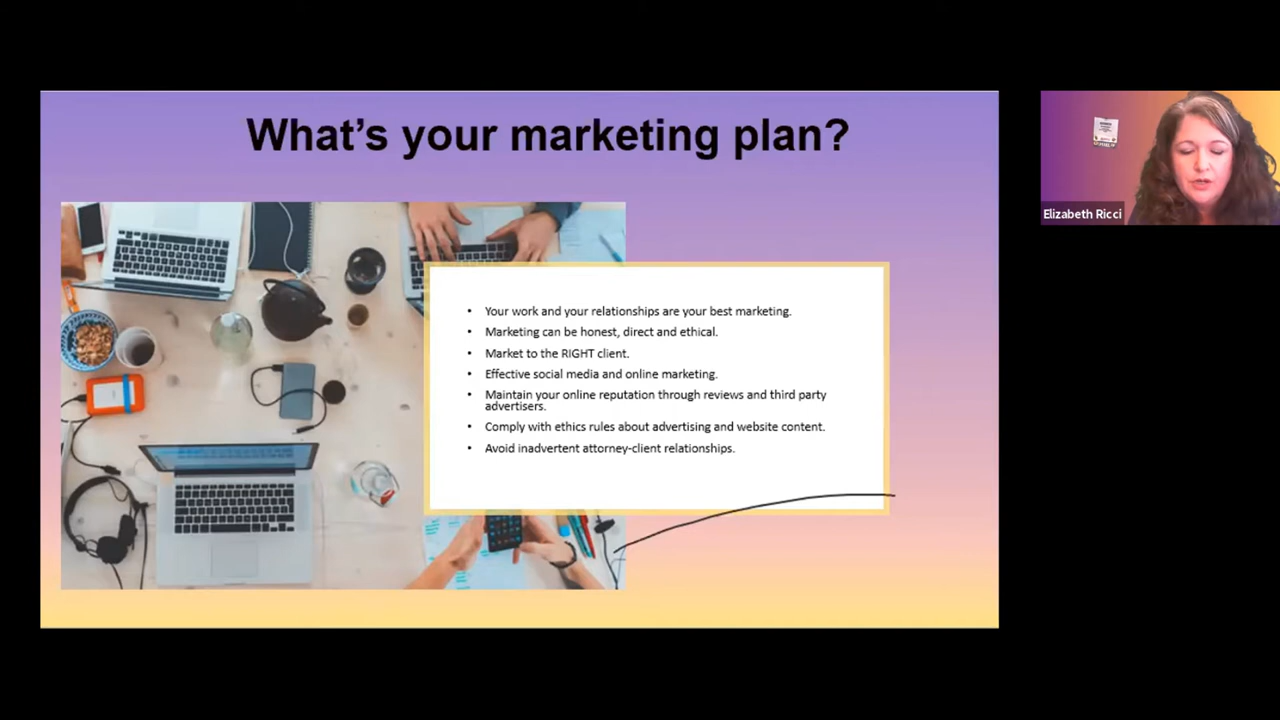 What's your marketing plan?
• Your work and your relationships are your best marketing.
• Marketing can be honest, direct and ethical.
• Market to the RIGHT client.
• Effective social media and online marketing.
• Maintain your online reputation through reviews and third party
advertisers.
• Comply with ethics rules about advertising and website content.
• Avoid inadvertent attorney-client relationships.
Elizabeth Ricci